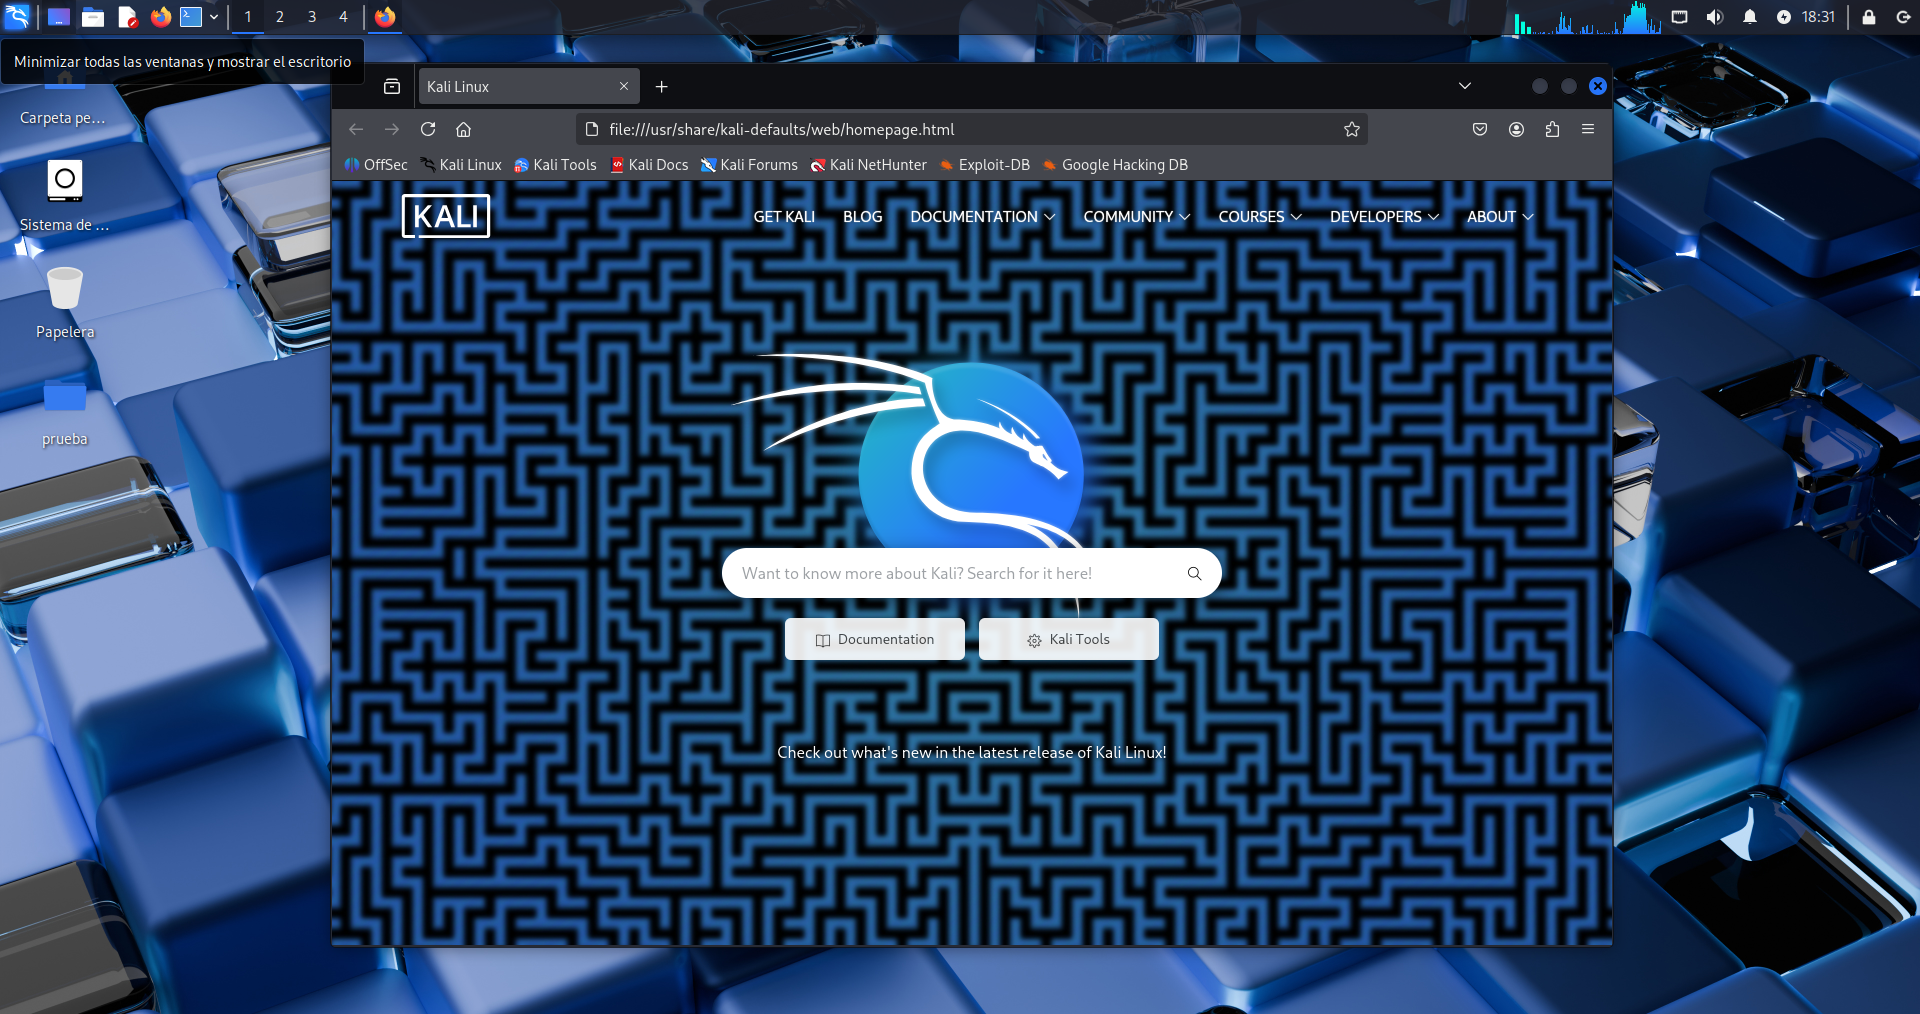 1 2 3 4 18:31
Minimizar todas las ventanas y mostrar el escritorio
Carpeta pe...
Sistema de ...
Papelera
prueba
Kali Linux
file:///usr/share/kali-defaults/web/homepage.html
OffSec Kali Linux Kali Tools Kali Docs Kali Forums Kali NetHunter Exploit-DB Google Hacking DB
KALI GET KALI BLOG DOCUMENTATION COMMUNITY COURSES DEVELOPERS ABOUT
Want to know more about Kali? Search for it here!
Documentation Kali Tools
Check out what's new in the latest release of Kali Linux!